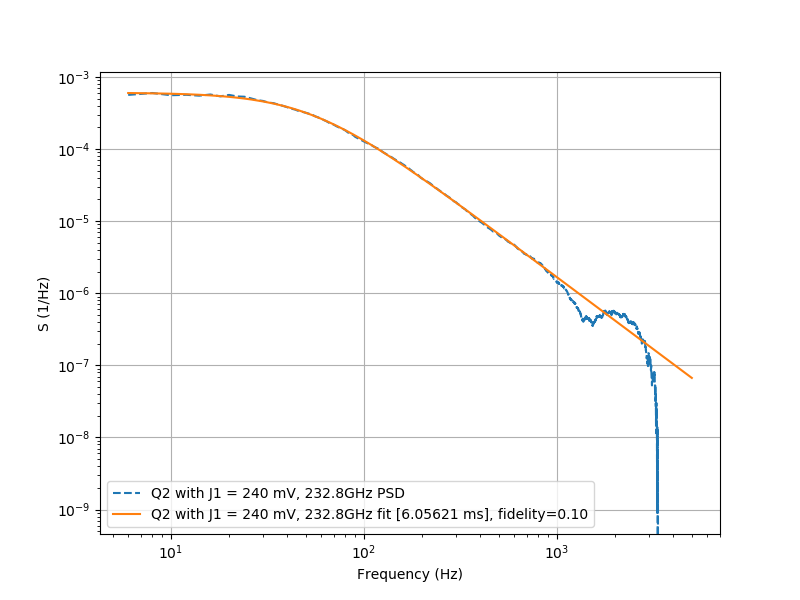 10⁻³
10⁻⁴
10⁻⁵
10⁻⁶
10⁻⁷
10⁻⁸
10⁻⁹
S (1/Hz)
Q2 with J1 = 240 mV, 232.8GHz PSD
Q2 with J1 = 240 mV, 232.8GHz fit [6.05621 ms], fidelity=0.10
10¹
10²
10³
Frequency (Hz)